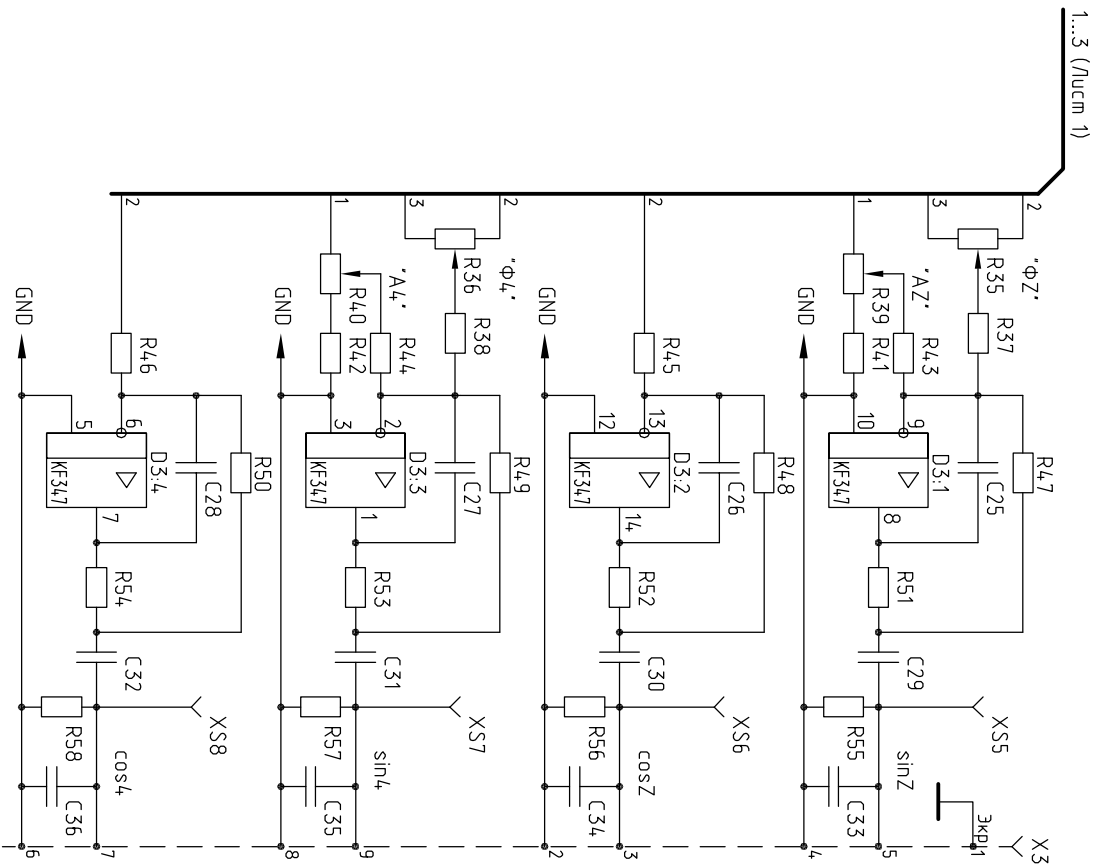 1...3 (Лист 1)
X3
2
"ФZ"
R35
R37
R47
3
C25
XS5
Экр.
1
"AZ"
R43
9
D3:1
8
R51
C29
sinZ
1
R39
R41
10
KF347
R55
C33
5
GND
4
2
R45
R48
C26
XS6
13
D3:2
14
R52
C30
cosZ
12
KF347
R56
C34
3
GND
2
2
"Ф4"
R36
R38
R49
3
C27
XS7
"A4"
R44
2
D3:3
1
R53
C31
sin4
1
R40
R42
3
KF347
R57
C35
9
GND
8
2
R46
R50
C28
XS8
6
D3:4
7
R54
C32
cos4
5
KF347
R58
C36
7
GND
6